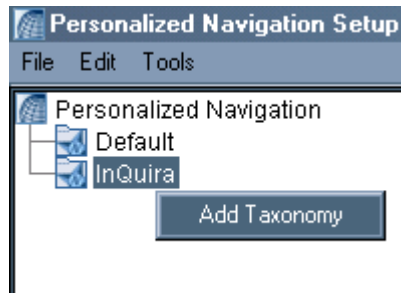 Personalized Navigation Setup
File Edit Tools
Personalized Navigation
Default
InQuira
Add Taxonomy